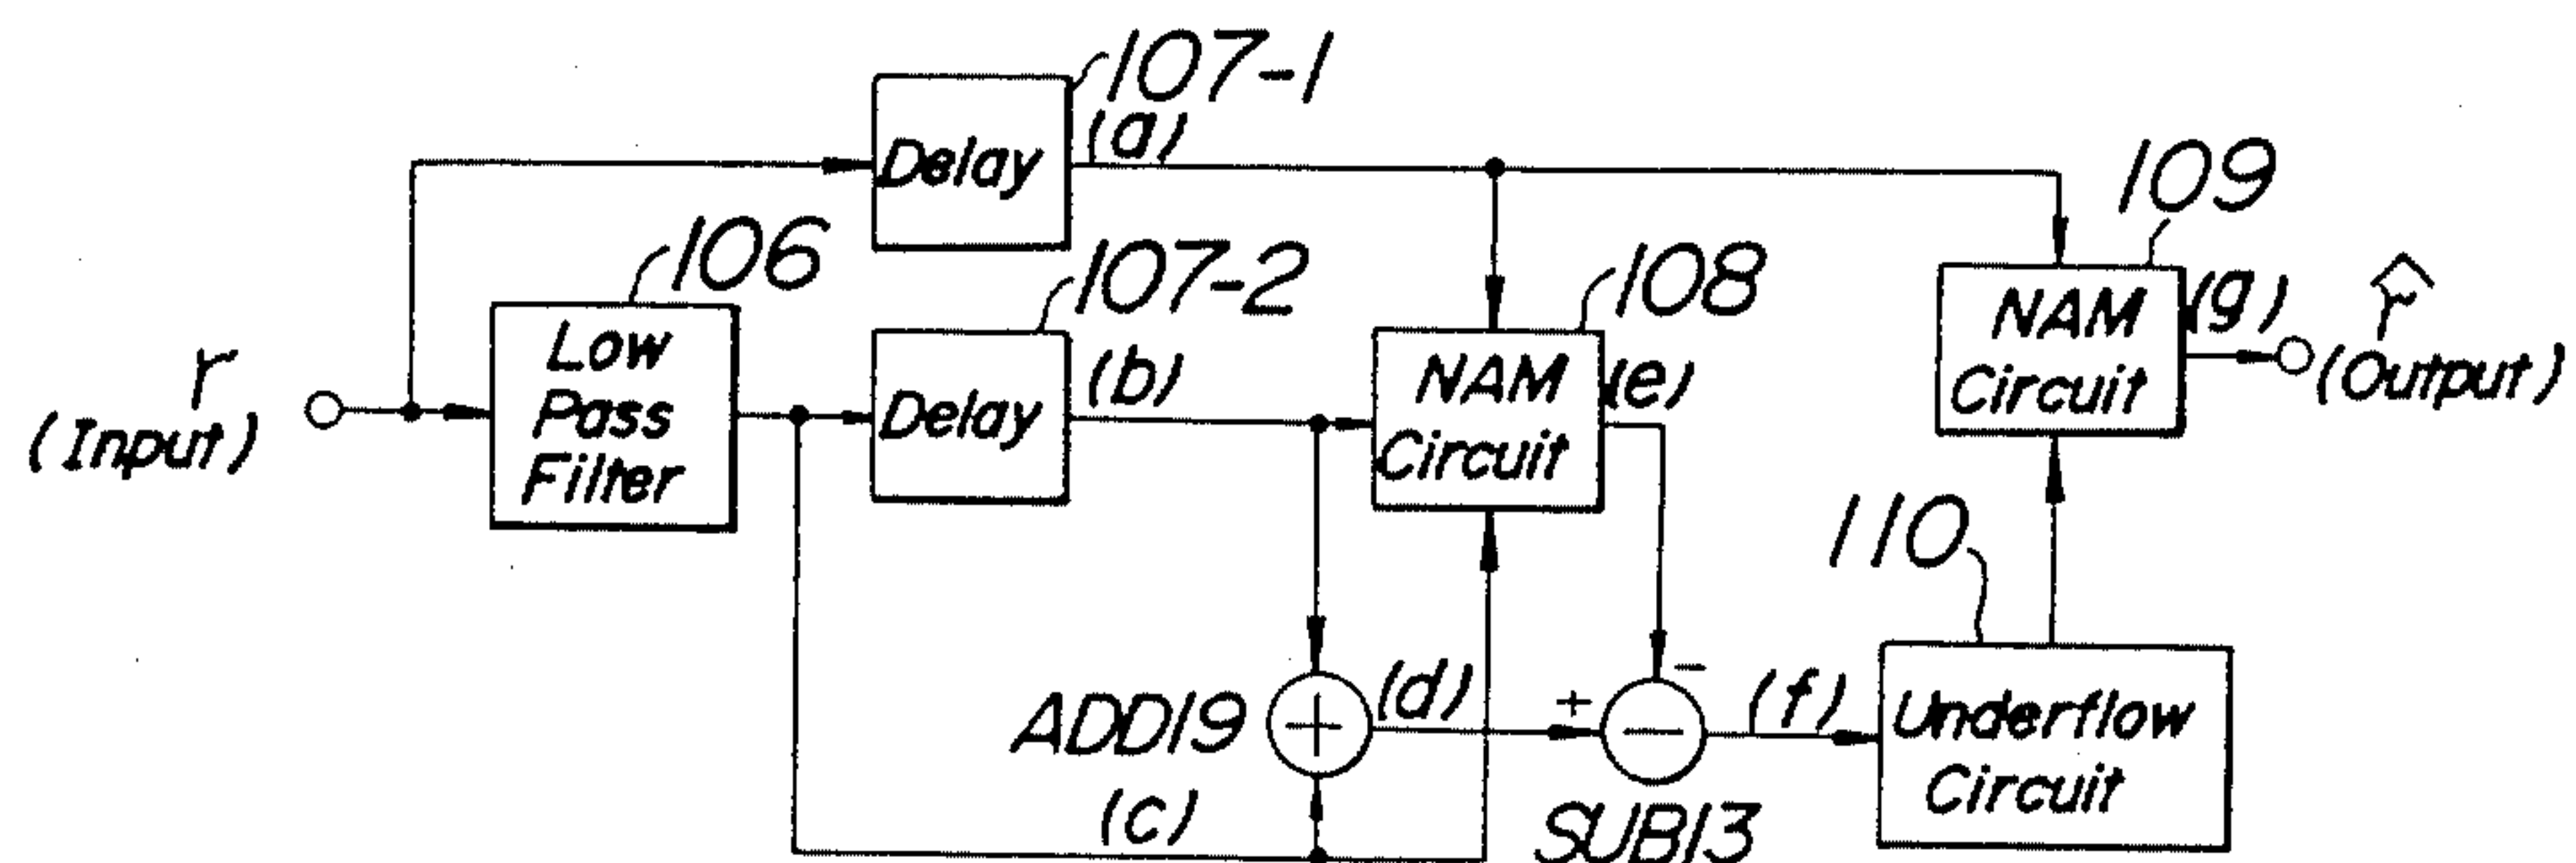 107-1
Delay
(a)
109
106
107-2
108
NAM
Circuit
(g)
r̂
(Output)
Low
Pass
Filter
r
(Input)
Delay
(b)
NAM
Circuit
(e)
110
ADD19
+
(d)
+
-
−
(f)
Underflow
Circuit
(c)
SUB13